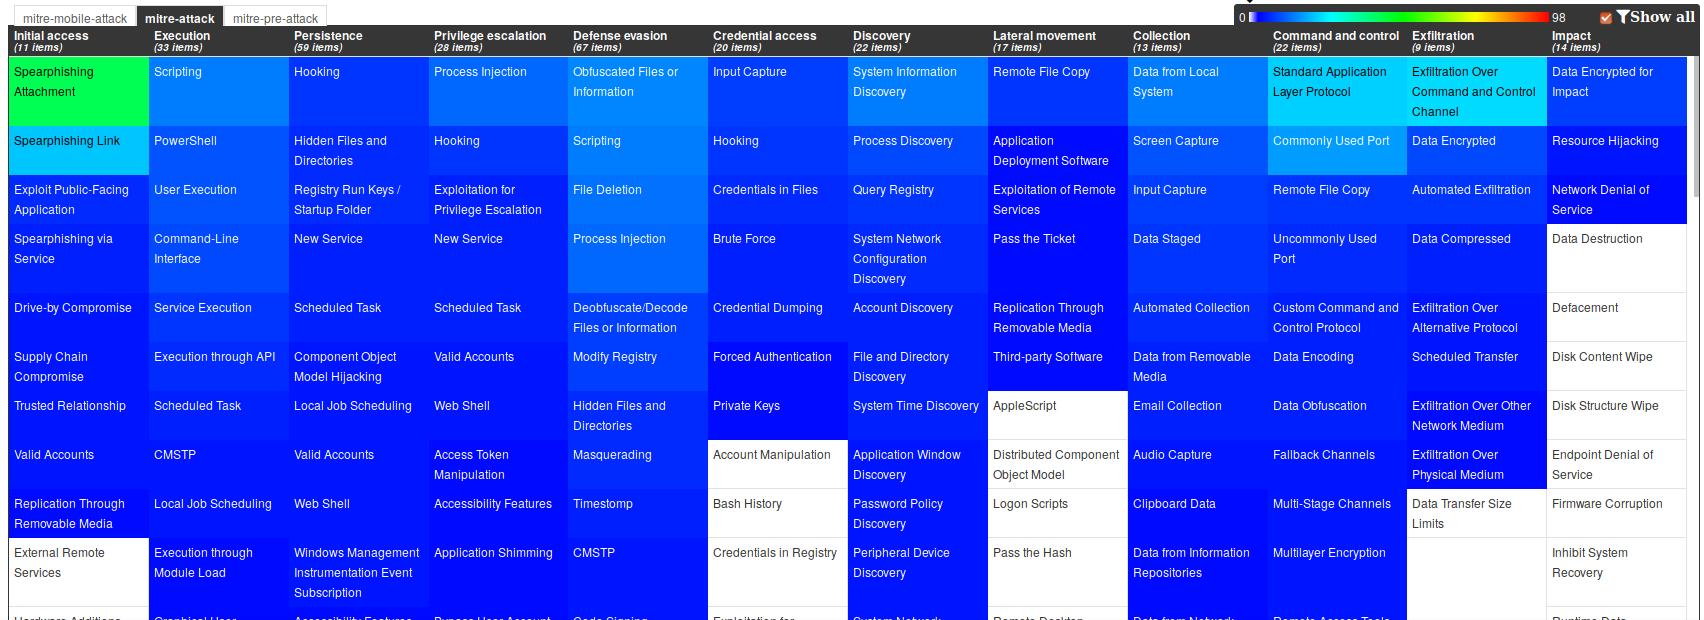 mitre-mobile-attack mitre-attack mitre-pre-attack
0 98 Show all
Initial access Execution Persistence Privilege escalation Defense evasion Credential access Discovery Lateral movement Collection Command and control Exfiltration Impact
(11 items) (33 items) (59 items) (28 items) (67 items) (20 items) (22 items) (17 items) (13 items) (22 items) (9 items) (14 items)
Spearphishing Scripting Hooking Process Injection Obfuscated Files or Input Capture System Information Remote File Copy Data from Local Standard Application Exfiltration Over Data Encrypted for
Attachment Information Discovery System Layer Protocol Command and Control Impact
Channel
Spearphishing Link PowerShell Hidden Files and Hooking Scripting Hooking Process Discovery Application Screen Capture Commonly Used Port Data Encrypted Resource Hijacking
Directories Deployment Software
Exploit Public-Facing User Execution Registry Run Keys / Exploitation for File Deletion Credentials in Files Query Registry Exploitation of Remote Input Capture Remote File Copy Automated Exfiltration Network Denial of
Application Startup Folder Privilege Escalation Services Service
Spearphishing via Command-Line New Service New Service Process Injection Brute Force System Network Pass the Ticket Data Staged Uncommonly Used Data Compressed Data Destruction
Service Interface Configuration Port
Discovery
Drive-by Compromise Service Execution Scheduled Task Scheduled Task Deobfuscate/Decode Credential Dumping Account Discovery Replication Through Automated Collection Custom Command and Exfiltration Over Defacement
Files or Information Removable Media Control Protocol Alternative Protocol
Supply Chain Execution through API Component Object Valid Accounts Modify Registry Forced Authentication File and Directory Third-party Software Data from Removable Data Encoding Scheduled Transfer Disk Content Wipe
Compromise Model Hijacking Discovery Media
Trusted Relationship Scheduled Task Local Job Scheduling Web Shell Hidden Files and Private Keys System Time Discovery AppleScript Email Collection Data Obfuscation Exfiltration Over Other Disk Structure Wipe
Directories Network Medium
Valid Accounts CMSTP Valid Accounts Access Token Masquerading Account Manipulation Application Window Distributed Component Audio Capture Fallback Channels Exfiltration Over Endpoint Denial of
Manipulation Discovery Object Model Physical Medium Service
Replication Through Local Job Scheduling Web Shell Accessibility Features Timestomp Bash History Password Policy Logon Scripts Clipboard Data Multi-Stage Channels Data Transfer Size Firmware Corruption
Removable Media Discovery Limits
External Remote Execution through Windows Management Application Shimming CMSTP Credentials in Registry Peripheral Device Pass the Hash Data from Information Multilayer Encryption Inhibit System
Services Module Load Instrumentation Event Discovery Repositories Recovery
Subscription